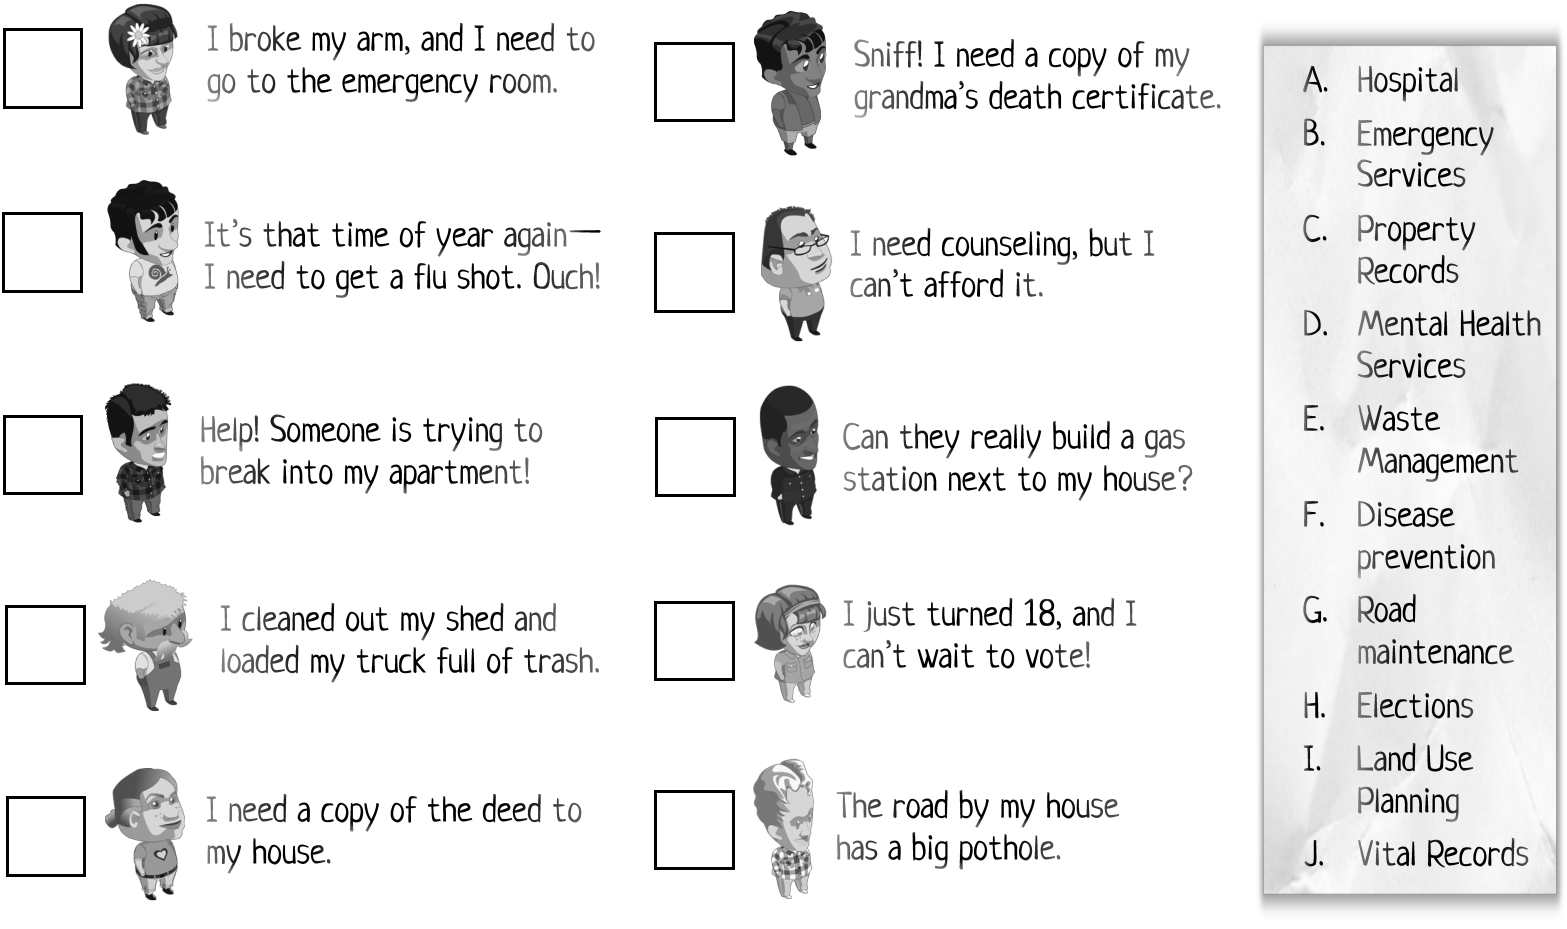 I broke my arm, and I need to
go to the emergency room.
It's that time of year again—
I need to get a flu shot. Ouch!
Help! Someone is trying to
break into my apartment!
I cleaned out my shed and
loaded my truck full of trash.
I need a copy of the deed to
my house.
Sniff! I need a copy of my
grandma's death certificate.
I need counseling, but I
can't afford it.
Can they really build a gas
station next to my house?
I just turned 18, and I
can't wait to vote!
The road by my house
has a big pothole.
A. Hospital
B. Emergency
Services
C. Property
Records
D. Mental Health
Services
E. Waste
Management
F. Disease
prevention
G. Road
maintenance
H. Elections
I. Land Use
Planning
J. Vital Records